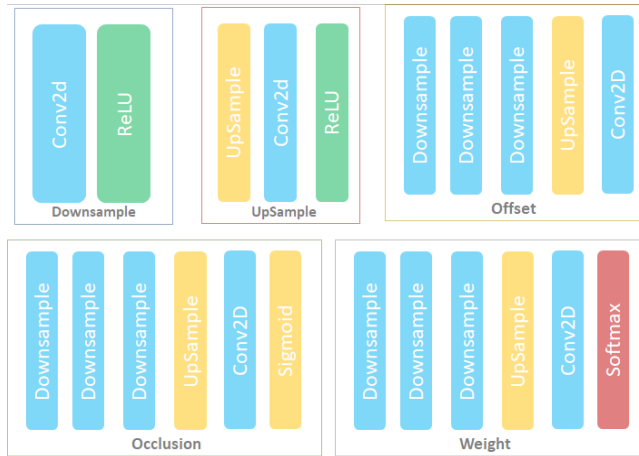 Conv2d
ReLU
Downsample
UpSample
Conv2d
ReLU
UpSample
Downsample
Downsample
Downsample
UpSample
Conv2D
Offset
Downsample
Downsample
Downsample
UpSample
Conv2D
Sigmoid
Occlusion
Downsample
Downsample
Downsample
UpSample
Conv2D
Softmax
Weight